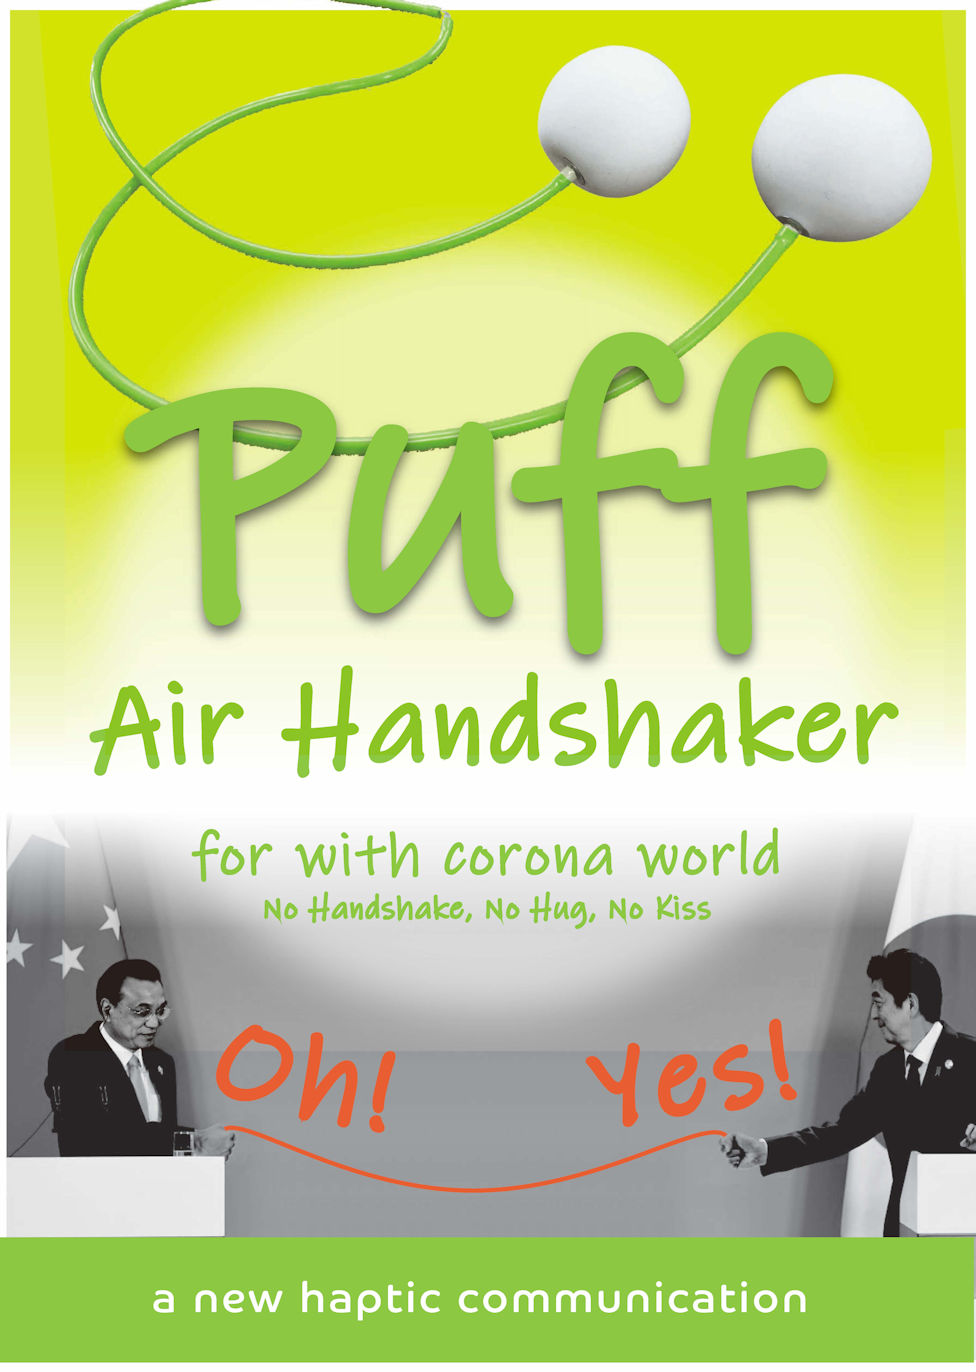 Puff
Air Handshaker
for with corona world
No Handshake, No Hug, No Kiss
Oh!
Yes!
a new haptic communication